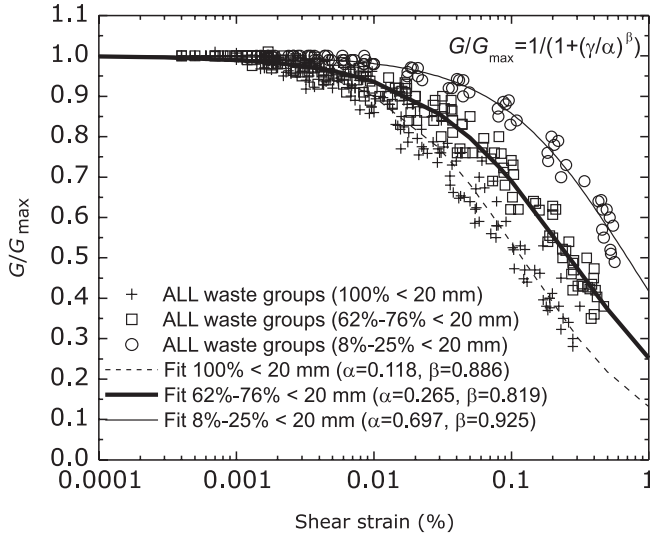 G/Gmax=1/(1+(γ/α)^β)
1.1
1.0
0.9
0.8
0.7
0.6
0.5
0.4
0.3
0.2
0.1
0.0
G/Gmax
ALL waste groups (100% < 20 mm)
ALL waste groups (62%-76% < 20 mm)
ALL waste groups (8%-25% < 20 mm)
Fit 100% < 20 mm (α=0.118, β=0.886)
Fit 62%-76% < 20 mm (α=0.265, β=0.819)
Fit 8%-25% < 20 mm (α=0.697, β=0.925)
0.0001 0.001 0.01 0.1 1
Shear strain (%)